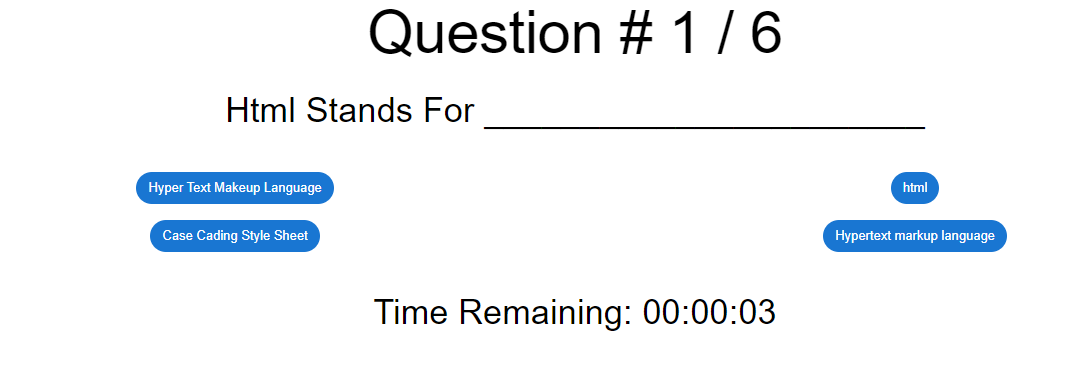 Question # 1 / 6
Html Stands For _______________________
Hyper Text Makeup Language
html
Case Cading Style Sheet
Hypertext markup language
Time Remaining: 00:00:03